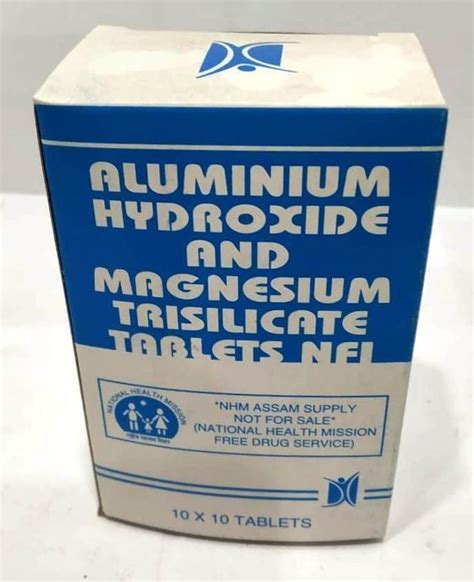 ALUMINIUM
HYDROXIDE
AND
MAGNESIUM
TRISILICATE
TABLETS NFI
NATIONAL HEALTH MISSION
"NHM ASSAM SUPPLY
NOT FOR SALE"
(NATIONAL HEALTH MISSION
FREE DRUG SERVICE)
10 X 10 TABLETS